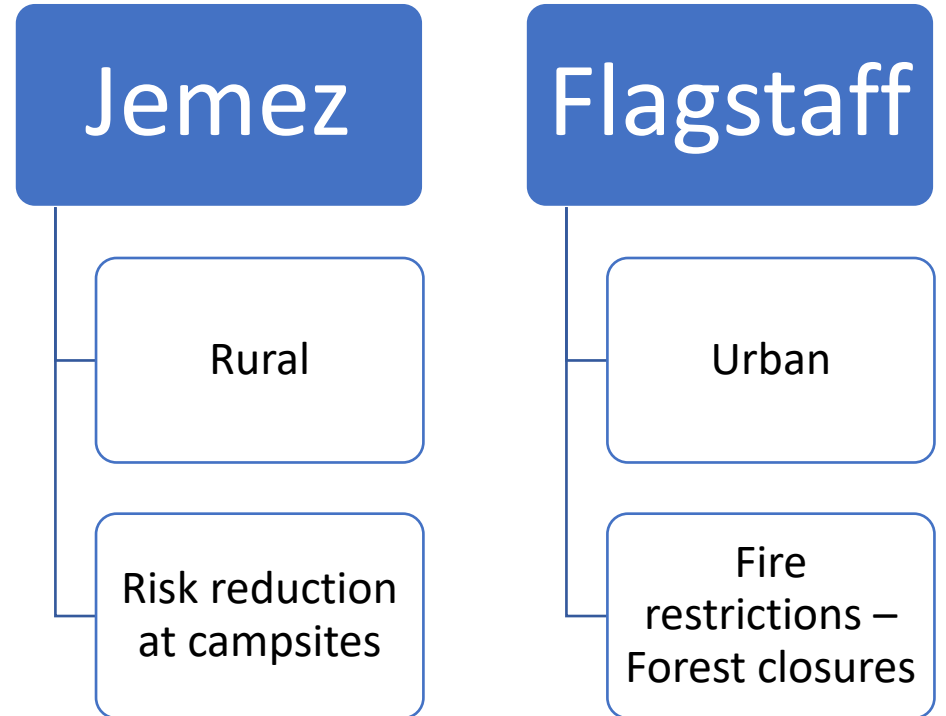 Jemez
Rural
Risk reduction
at campsites
Flagstaff
Urban
Fire
restrictions –
Forest closures